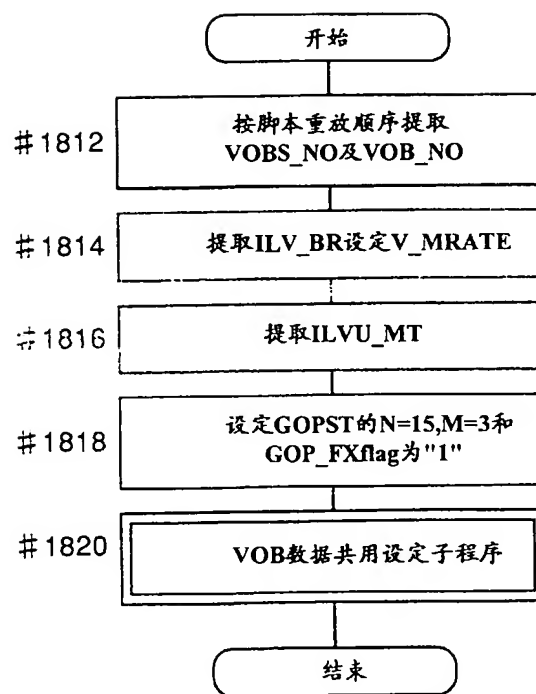 开始
#1812
按脚本重放顺序提取
VOBS_NO及VOB_NO
#1814
提取ILV_BR设定V_MRATE
#1816
提取ILVU_MT
#1818
设定GOPST的N=15,M=3和
GOP_FXflag为"1"
#1820
VOB数据共用设定子程序
结束